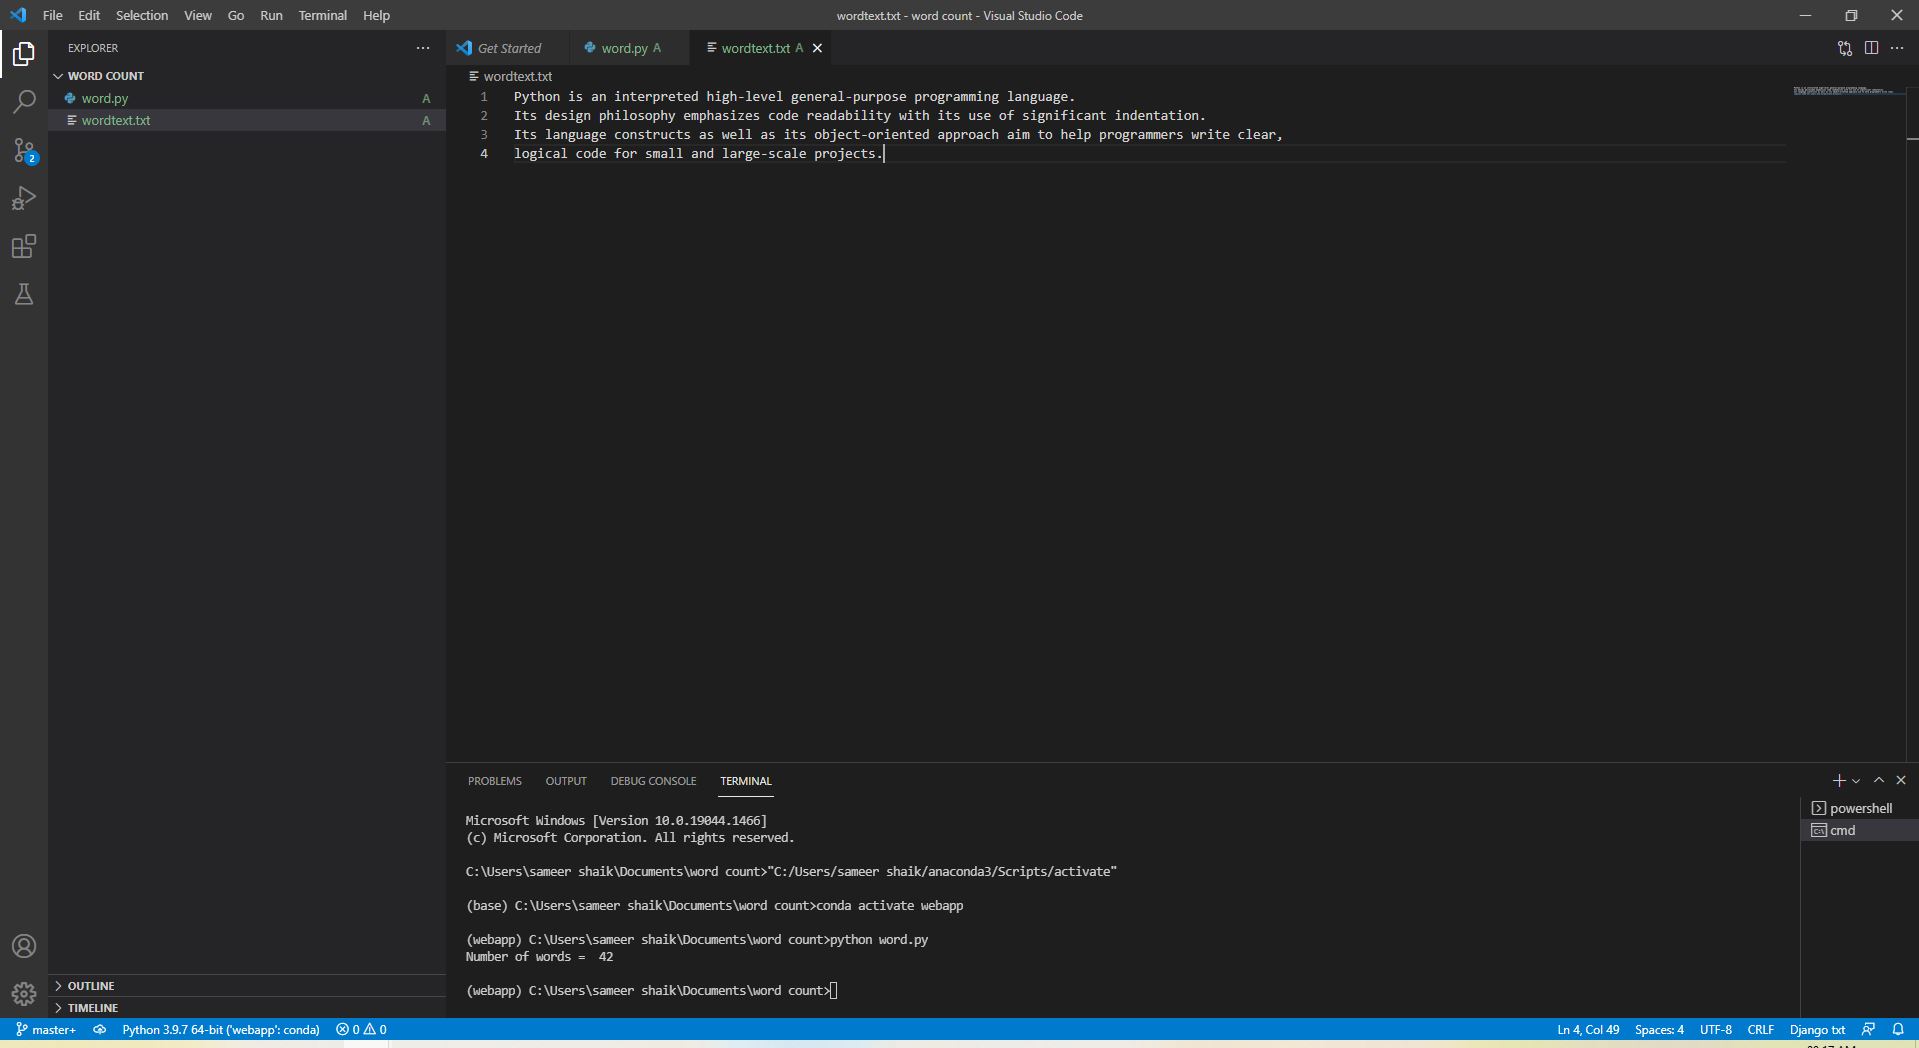 File Edit Selection View Go Run Terminal Help
wordtext.txt - word count - Visual Studio Code
EXPLORER
WORD COUNT
word.py A
wordtext.txt A
2
OUTLINE
TIMELINE
Get Started
word.py A
wordtext.txt A
wordtext.txt
1 Python is an interpreted high-level general-purpose programming language.
2 Its design philosophy emphasizes code readability with its use of significant indentation.
3 Its language constructs as well as its object-oriented approach aim to help programmers write clear,
4 logical code for small and large-scale projects.
PROBLEMS OUTPUT DEBUG CONSOLE TERMINAL
Microsoft Windows [Version 10.0.19044.1466]
(c) Microsoft Corporation. All rights reserved.
C:\Users\sameer shaik\Documents\word count>"C:/Users/sameer shaik/anaconda3/Scripts/activate"
(base) C:\Users\sameer shaik\Documents\word count>conda activate webapp
(webapp) C:\Users\sameer shaik\Documents\word count>python word.py
Number of words =  42
(webapp) C:\Users\sameer shaik\Documents\word count>
powershell
cmd
master+ Python 3.9.7 64-bit ('webapp': conda) 0 0 Ln 4, Col 49 Spaces: 4 UTF-8 CRLF Django txt